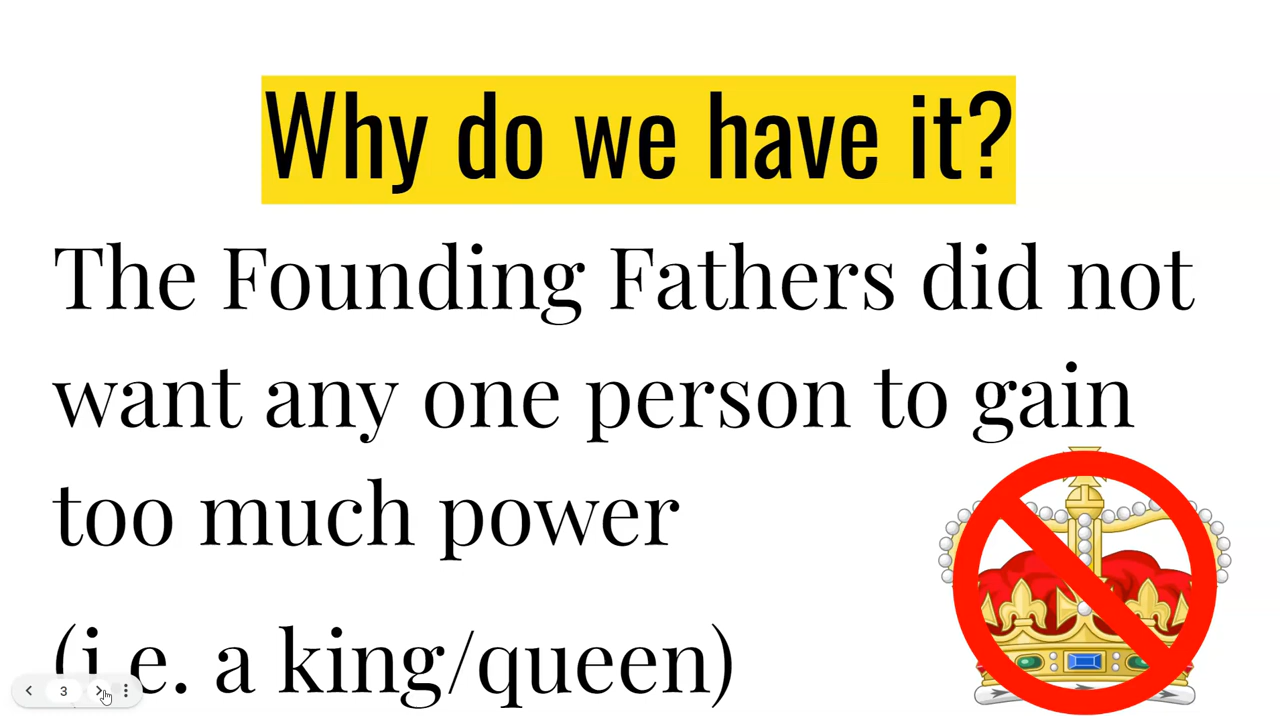 Why do we have it?
The Founding Fathers did not
want any one person to gain
too much power
(i.e. a king/queen)
3